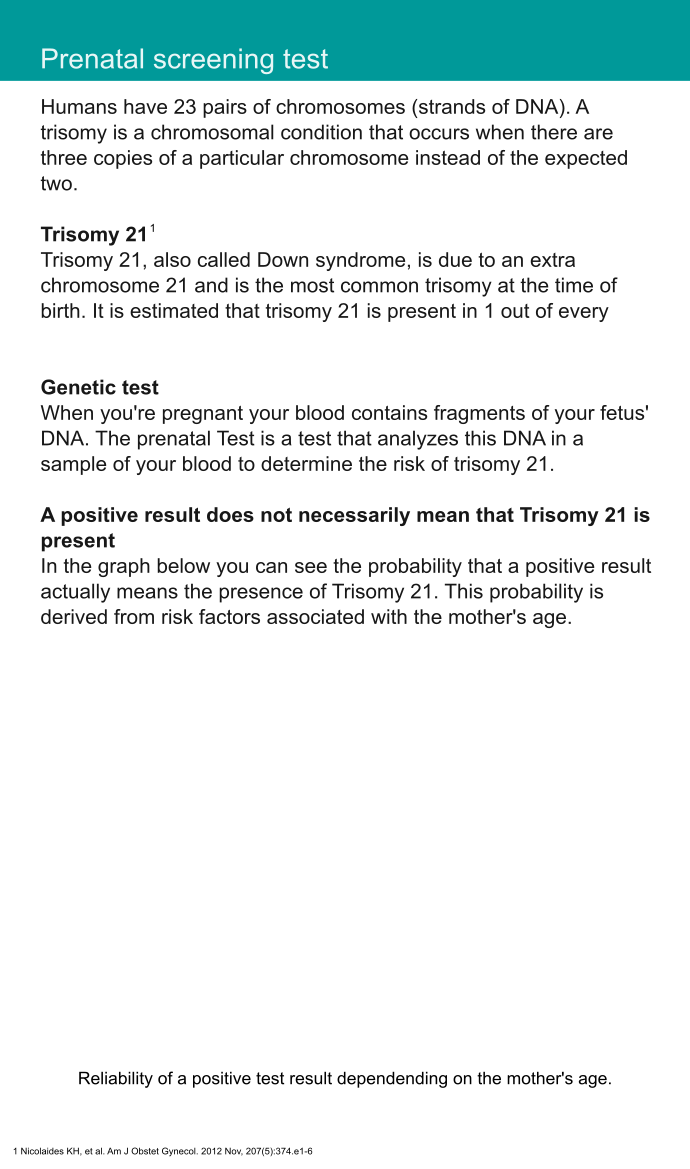 Prenatal screening test
Humans have 23 pairs of chromosomes (strands of DNA). A
trisomy is a chromosomal condition that occurs when there are
three copies of a particular chromosome instead of the expected
two.
Trisomy 21¹
Trisomy 21, also called Down syndrome, is due to an extra
chromosome 21 and is the most common trisomy at the time of
birth. It is estimated that trisomy 21 is present in 1 out of every
Genetic test
When you're pregnant your blood contains fragments of your fetus'
DNA. The prenatal Test is a test that analyzes this DNA in a
sample of your blood to determine the risk of trisomy 21.
A positive result does not necessarily mean that Trisomy 21 is
present
In the graph below you can see the probability that a positive result
actually means the presence of Trisomy 21. This probability is
derived from risk factors associated with the mother's age.
Reliability of a positive test result dependending on the mother's age.
1 Nicolaides KH, et al. Am J Obstet Gynecol. 2012 Nov, 207(5):374.e1-6